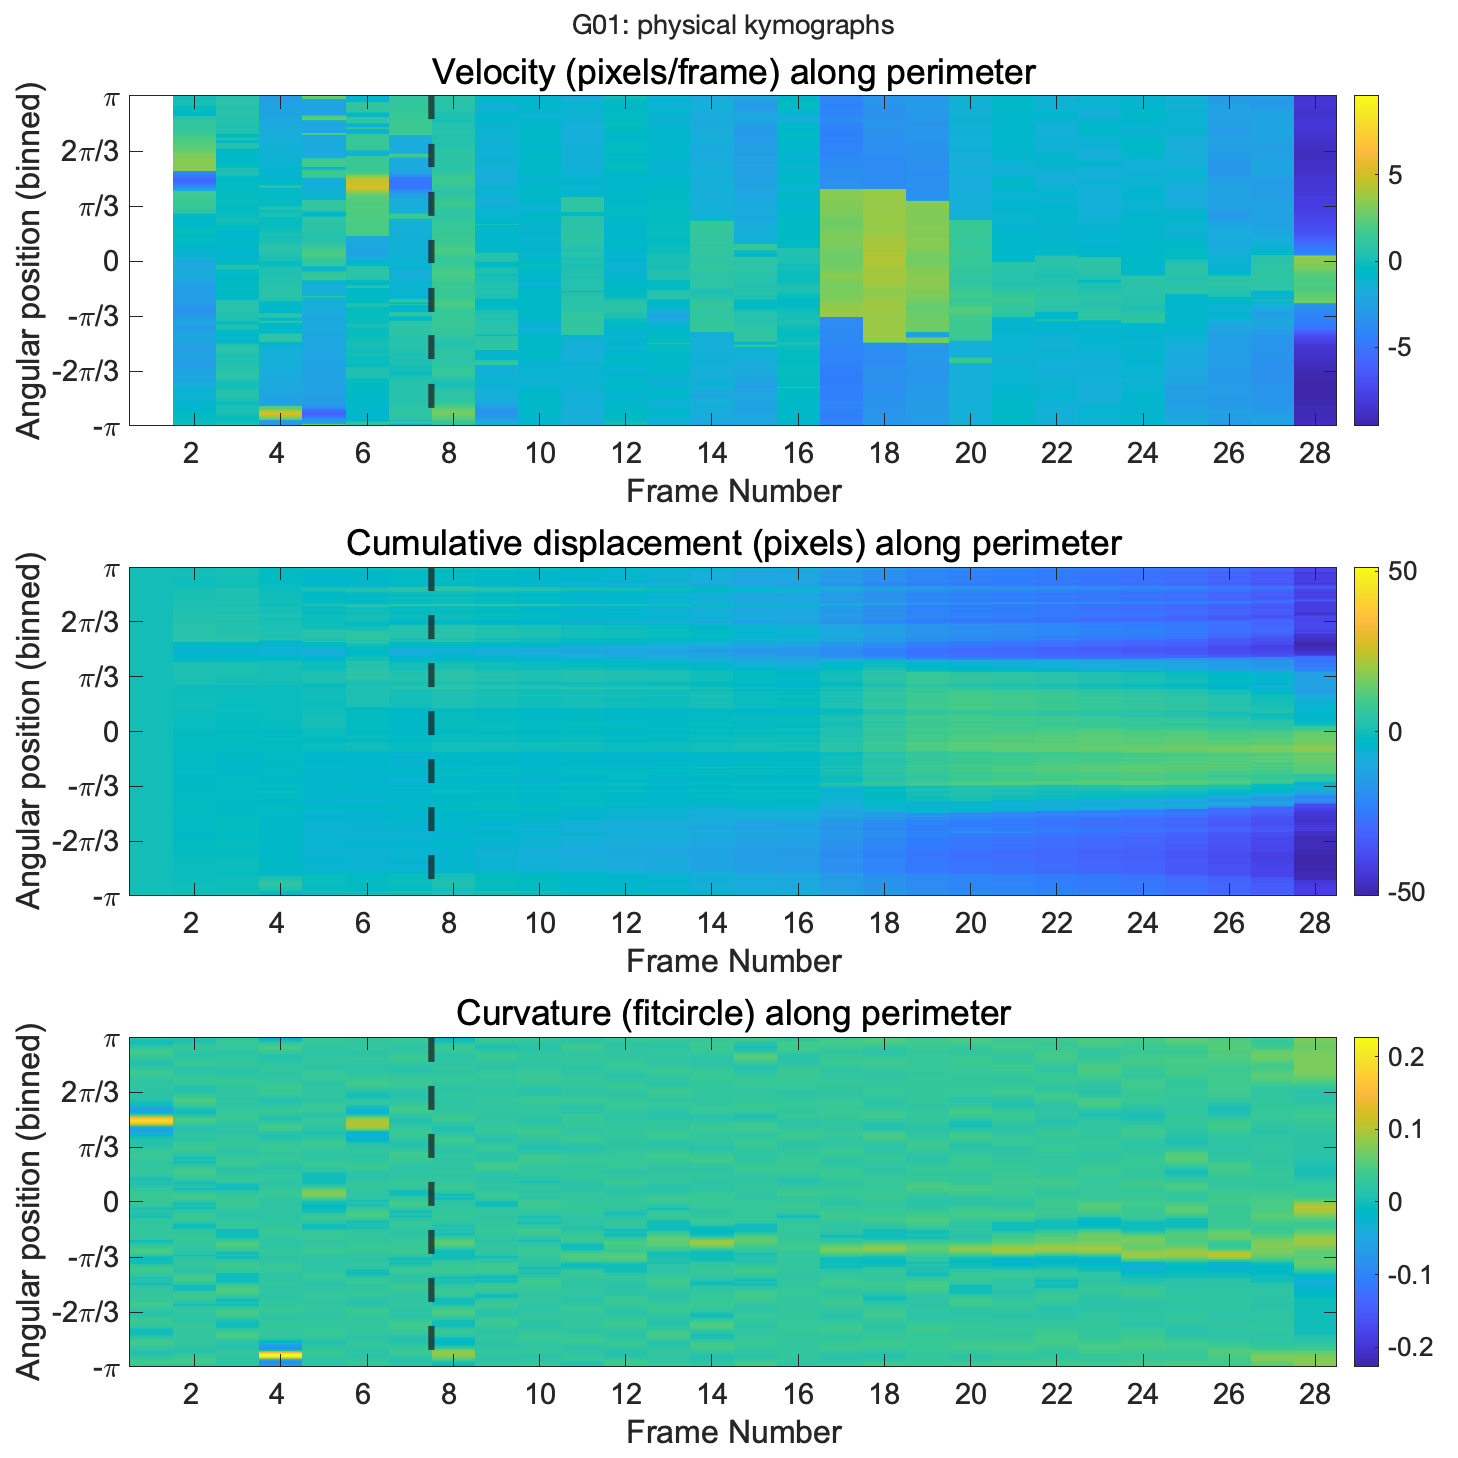 G01: physical kymographs
Velocity (pixels/frame) along perimeter
Angular position (binned)
π
2π/3
π/3
0
-π/3
-2π/3
-π
2 4 6 8 10 12 14 16 18 20 22 24 26 28
Frame Number
5
0
-5
Cumulative displacement (pixels) along perimeter
Angular position (binned)
π
2π/3
π/3
0
-π/3
-2π/3
-π
2 4 6 8 10 12 14 16 18 20 22 24 26 28
Frame Number
50
0
-50
Curvature (fitcircle) along perimeter
Angular position (binned)
π
2π/3
π/3
0
-π/3
-2π/3
-π
2 4 6 8 10 12 14 16 18 20 22 24 26 28
Frame Number
0.2
0.1
0
-0.1
-0.2